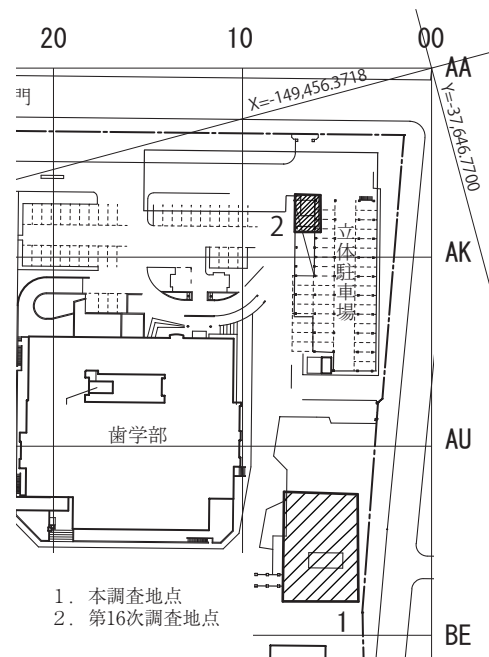 20 10 00
AA
門
X=-149,456.3718
Y=-37,646.7700
2
立体駐車場
AK
歯学部
AU
1. 本調査地点
2. 第16次調査地点
1
BE